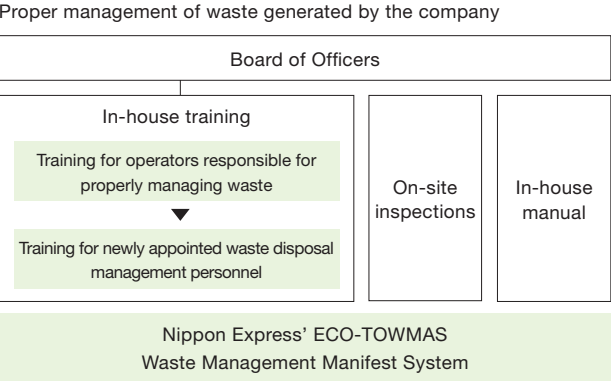 Proper management of waste generated by the company
Board of Officers
In-house training
Training for operators responsible for
properly managing waste
Training for newly appointed waste disposal
management personnel
On-site
inspections
In-house
manual
Nippon Express’ ECO-TOWMAS
Waste Management Manifest System